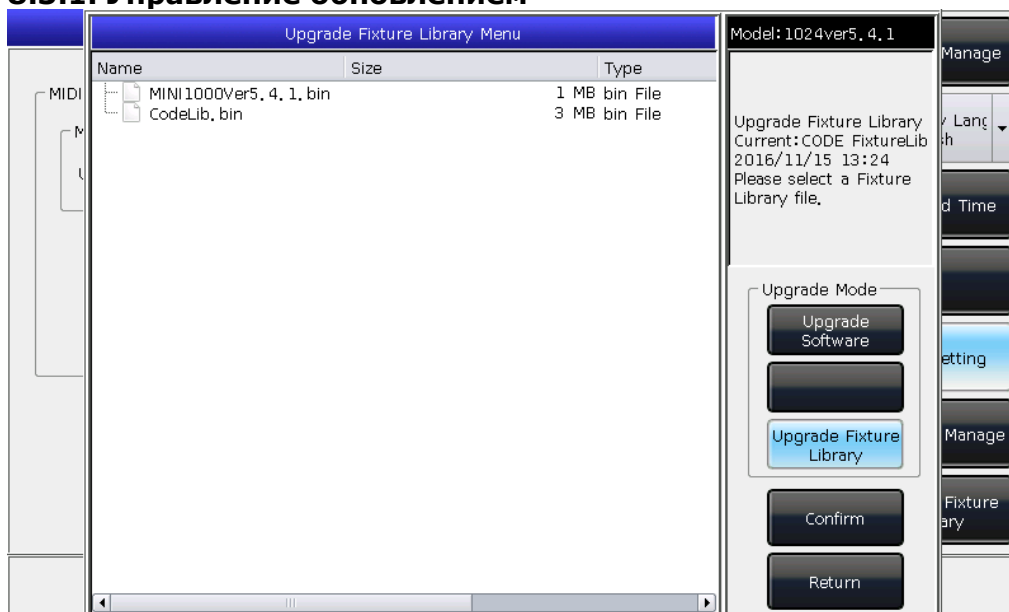 Upgrade Fixture Library Menu
Model:1024ver5.4.1
Manage
Name Size Type
MINI1000Ver5.4.1.bin 1 MB bin File
CodeLib.bin 3 MB bin File
MIDI
Upgrade Fixture Library
Current:CODE FixtureLib
2016/11/15 13:24
Please select a Fixture
Library file.
Lang
d Time
Upgrade Mode
Upgrade
Software
etting
Upgrade Fixture
Library
Manage
Confirm
Fixture
ary
Return